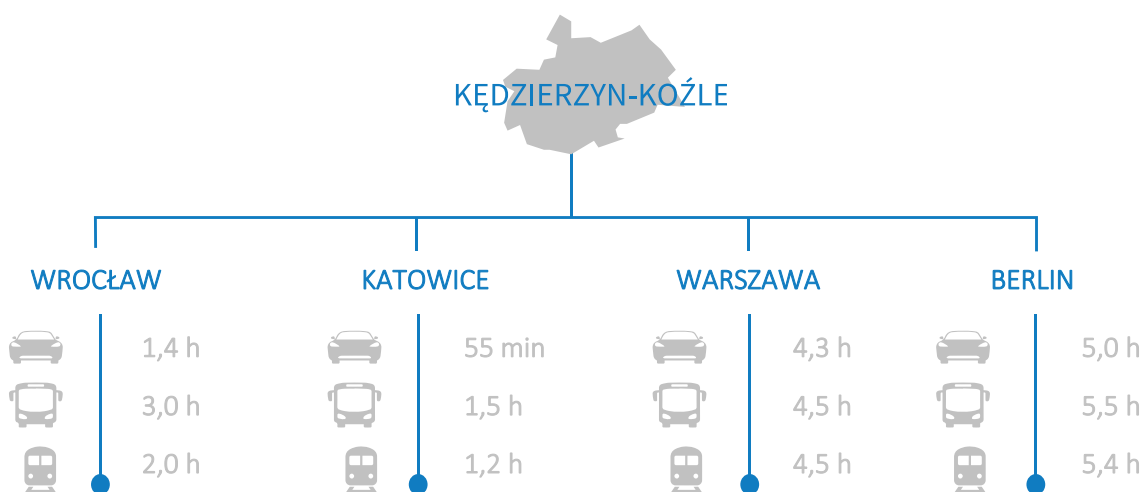 KĘDZIERZYN-KOŹLE
WROCŁAW
KATOWICE
WARSZAWA
BERLIN
1,4 h
55 min
4,3 h
5,0 h
3,0 h
1,5 h
4,5 h
5,5 h
2,0 h
1,2 h
4,5 h
5,4 h